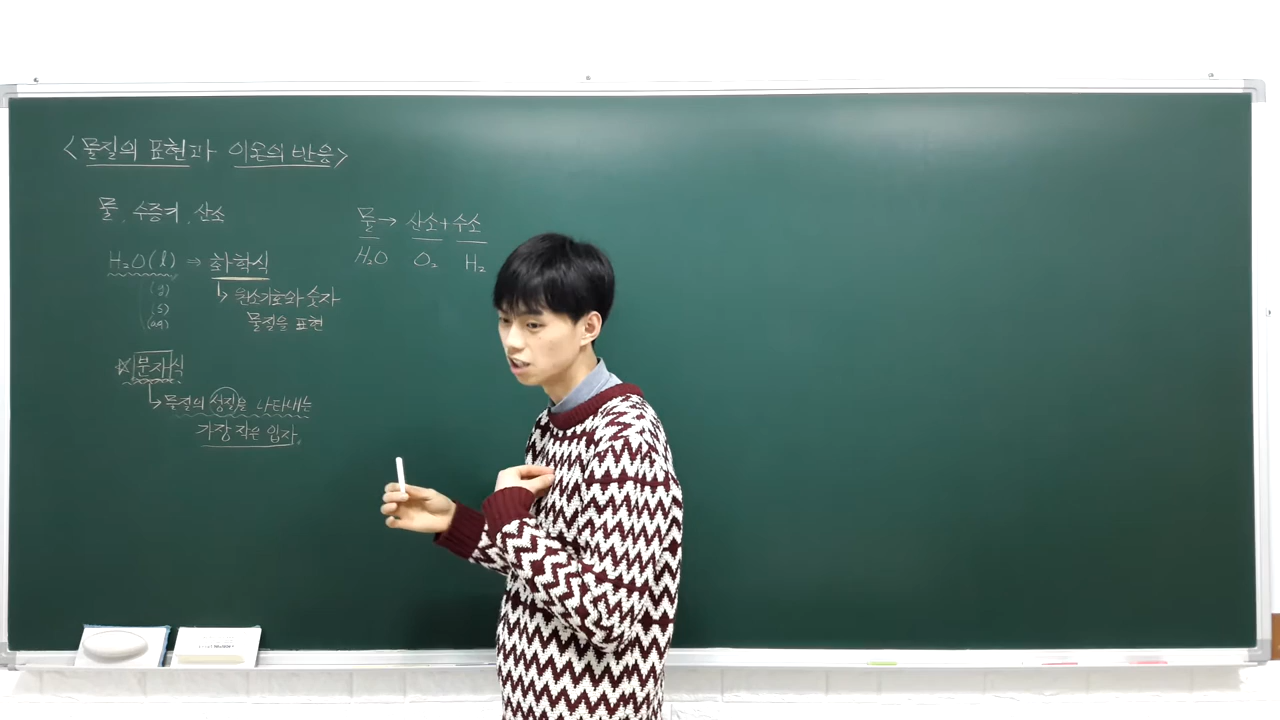 <물질의 표현과 이온의 반응>
물, 수증기, 산소
H₂O(l) ⇒ 화학식
(g)
(s)
(aq)
↳ 원소기호와 숫자
물질을 표현
☆분자식
↳ 물질의 성질을 나타내는
가장 작은 입자.
물 → 산소 + 수소
H₂O O₂ H₂